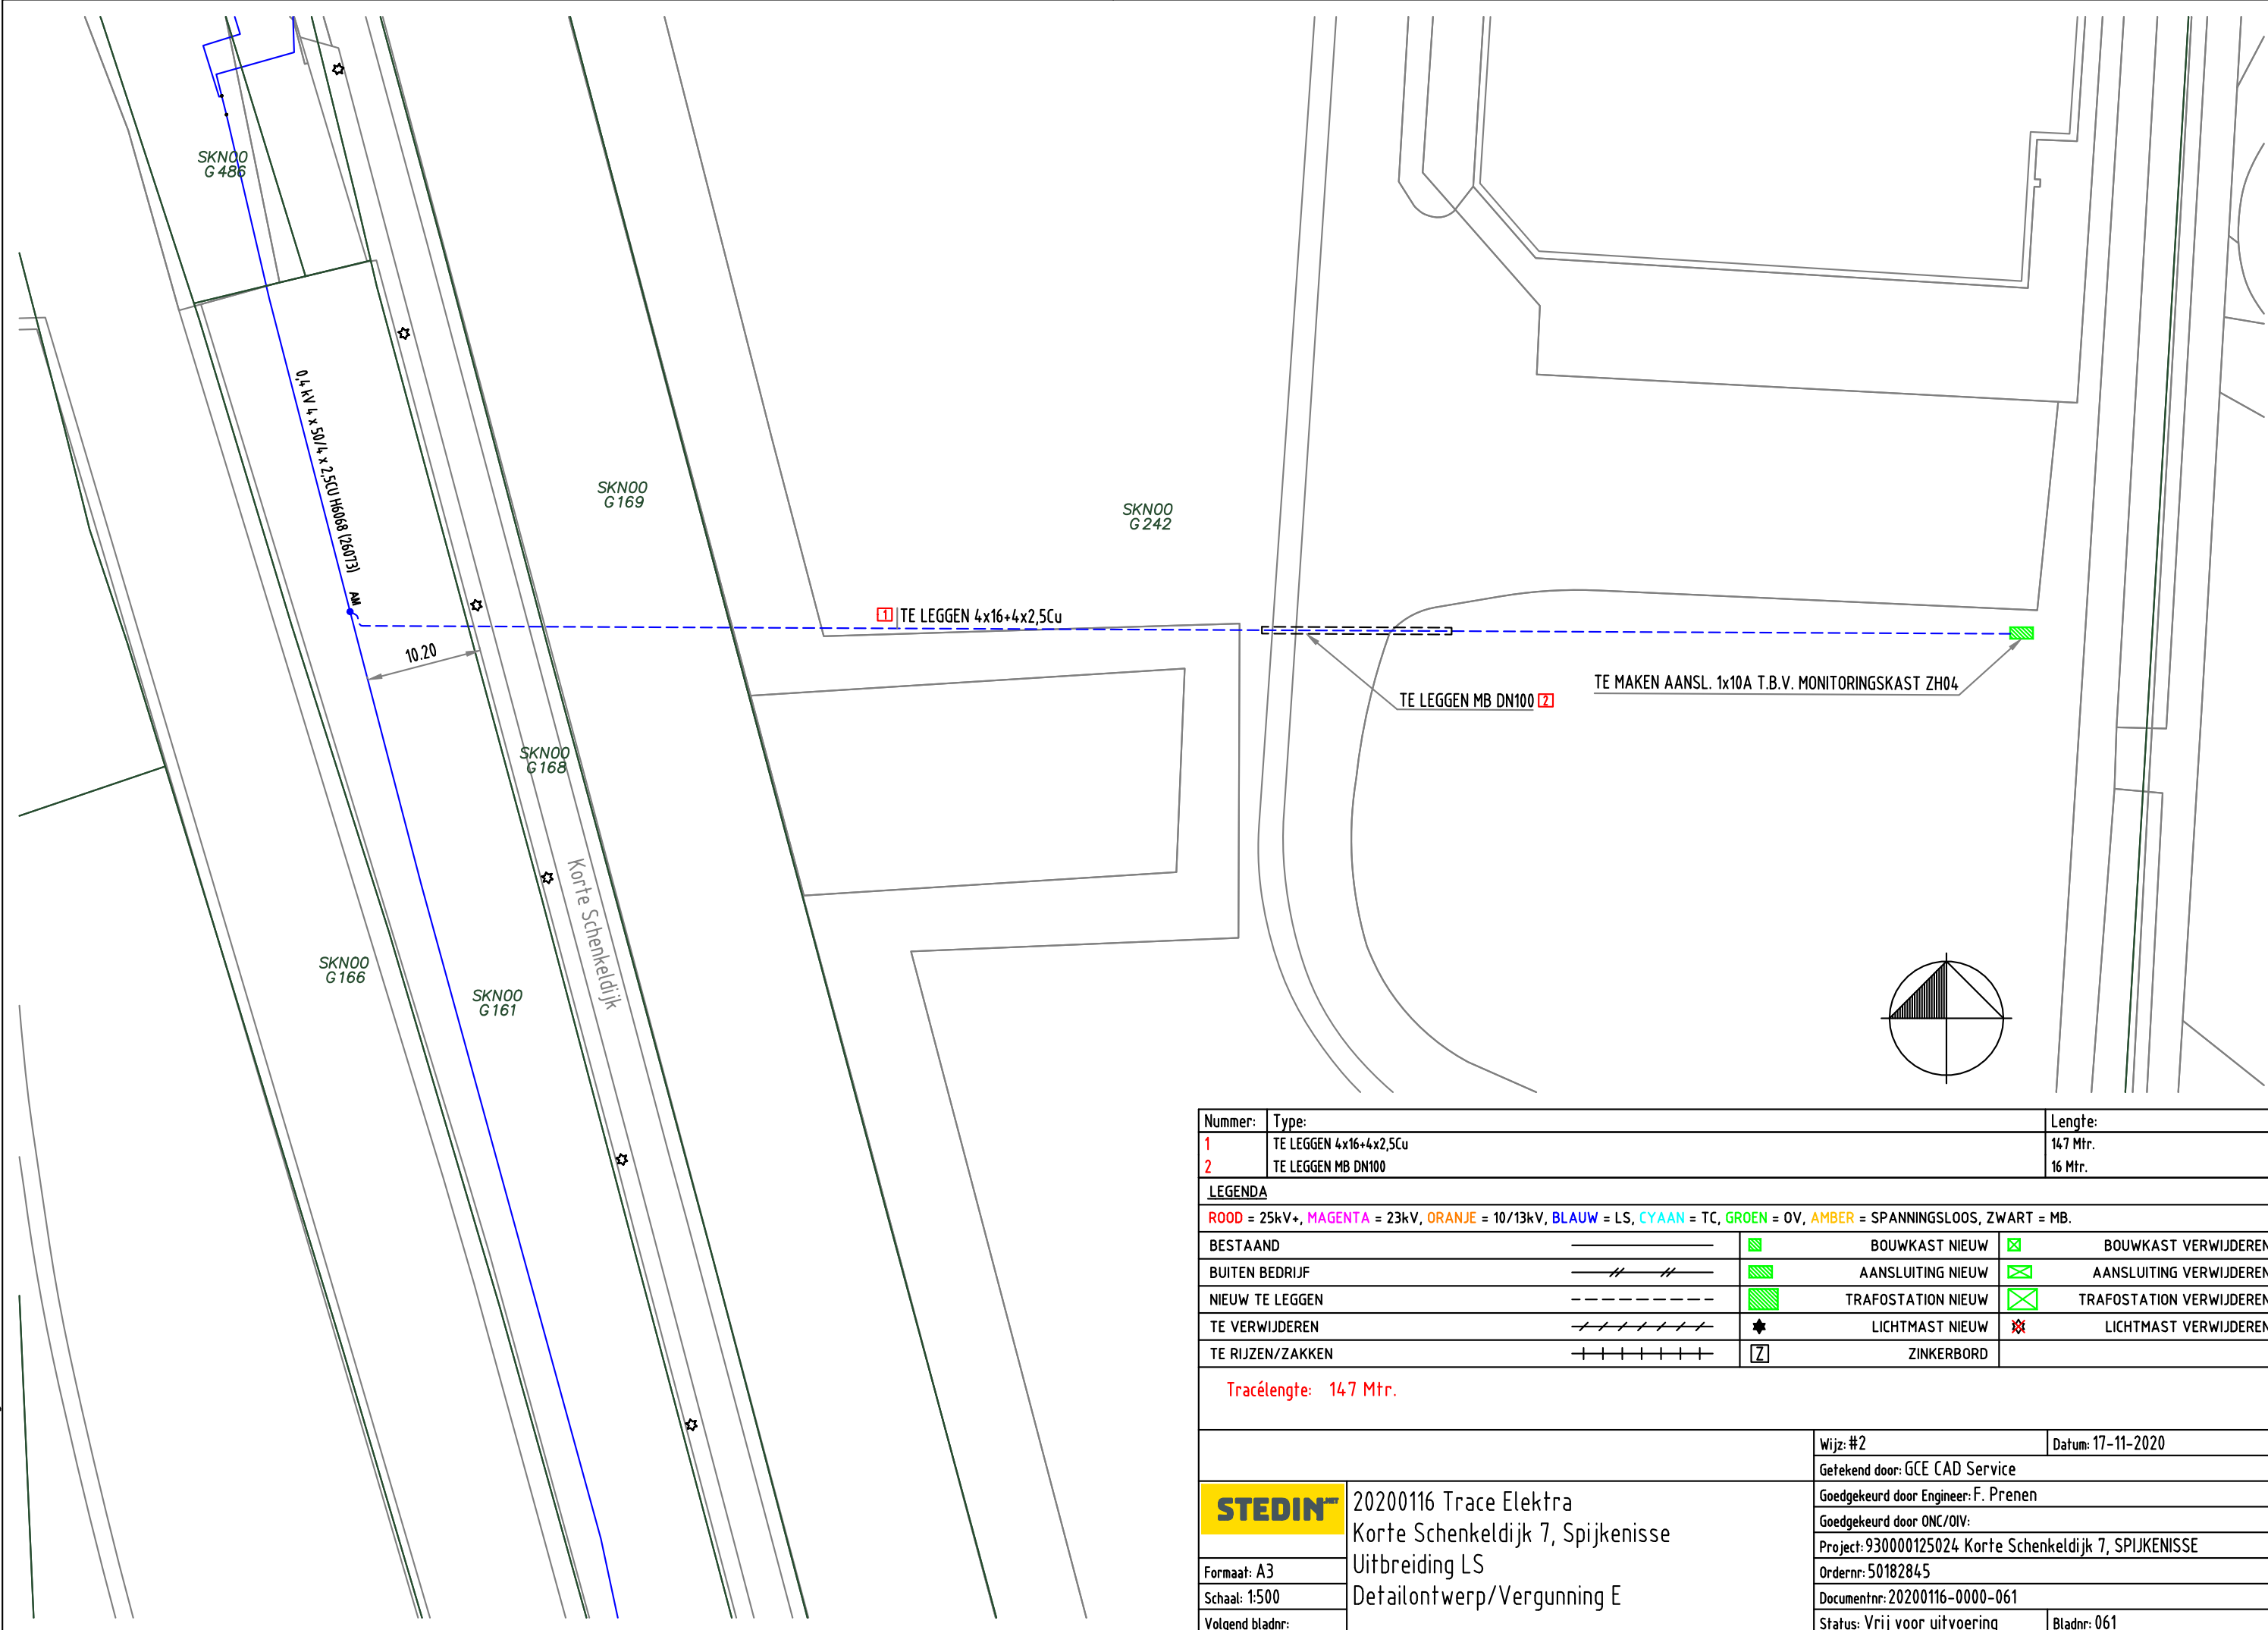 SKN00
G 486
0,4 kV 4 x 50/4 x 2,5CU H6068 (26073)
AM
SKN00
G 169
SKN00
G 242
1 TE LEGGEN 4x16+4x2,5Cu
10.20
TE LEGGEN MB DN100 2
TE MAKEN AANSL. 1x10A T.B.V. MONITORINGSKAST ZH04
SKN00
G 168
Korte Schenkeldijk
SKN00
G 166
SKN00
G 161
Nummer: Type: Lengte:
1 TE LEGGEN 4x16+4x2,5Cu 147 Mtr.
2 TE LEGGEN MB DN100 16 Mtr.
LEGENDA
ROOD = 25kV+, MAGENTA = 23kV, ORANJE = 10/13kV, BLAUW = LS, CYAAN = TC, GROEN = OV, AMBER = SPANNINGSLOOS, ZWART = MB.
BESTAAND BOUWKAST NIEUW BOUWKAST VERWIJDEREN
BUITEN BEDRIJF AANSLUITING NIEUW AANSLUITING VERWIJDEREN
NIEUW TE LEGGEN TRAFOSTATION NIEUW TRAFOSTATION VERWIJDEREN
TE VERWIJDEREN LICHTMAST NIEUW LICHTMAST VERWIJDEREN
TE RIJZEN/ZAKKEN Z ZINKERBORD
Tracélengte: 147 Mtr.
Wijz: #2 Datum: 17-11-2020
Getekend door: GCE CAD Service
Goedgekeurd door Engineer: F. Prenen
Goedgekeurd door ONC/OIV:
Project: 930000125024 Korte Schenkeldijk 7, SPIJKENISSE
Ordernr: 50182845
Documentnr: 20200116-0000-061
Status: Vrij voor uitvoering Bladnr: 061
STEDIN.NET
20200116 Trace Elektra
Korte Schenkeldijk 7, Spijkenisse
Uitbreiding LS
Detailontwerp/Vergunning E
Formaat: A3
Schaal: 1:500
Volgend bladnr: